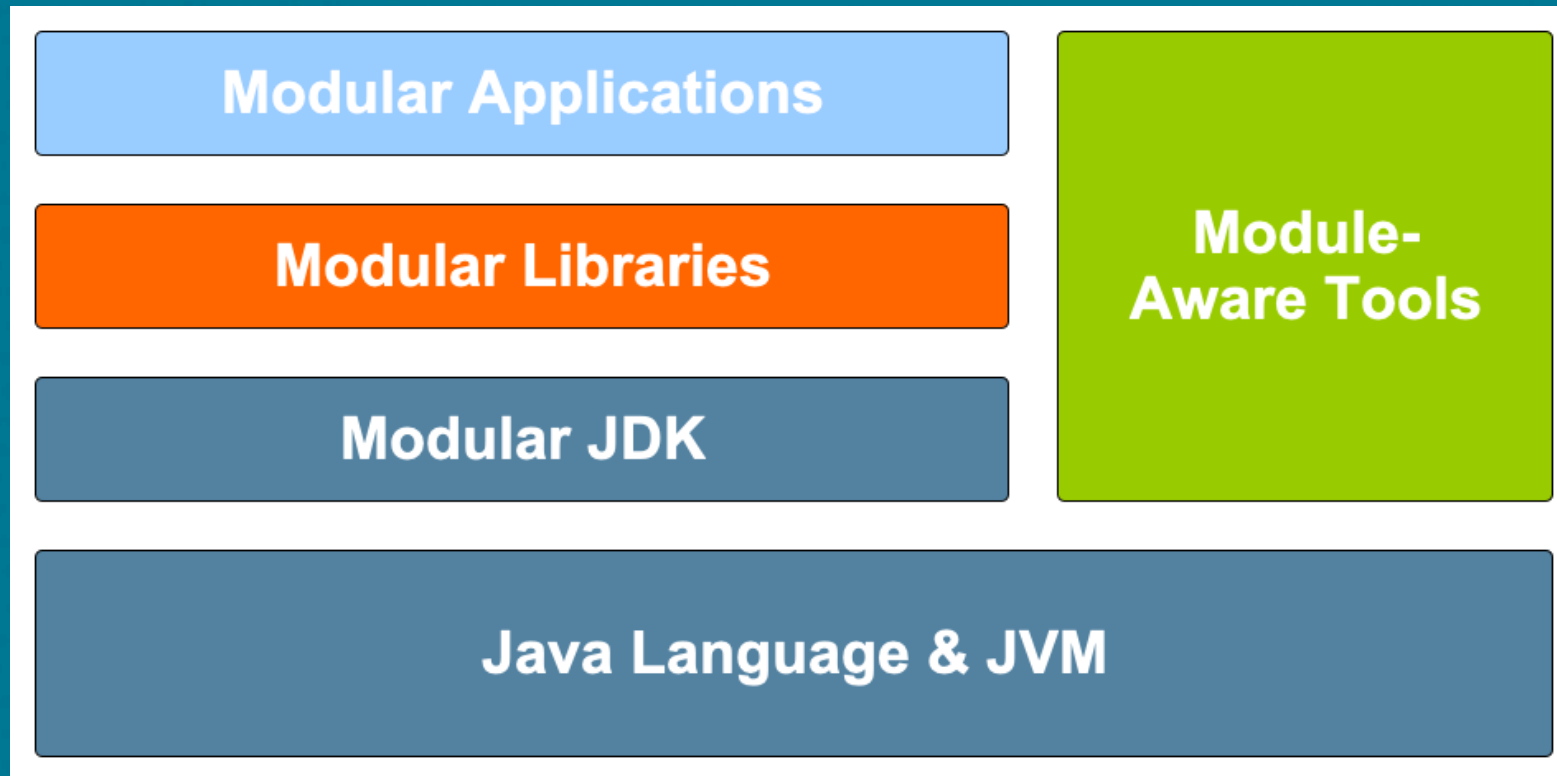 Modular Applications
Modular Libraries
Modular JDK
Module-
Aware Tools
Java Language & JVM